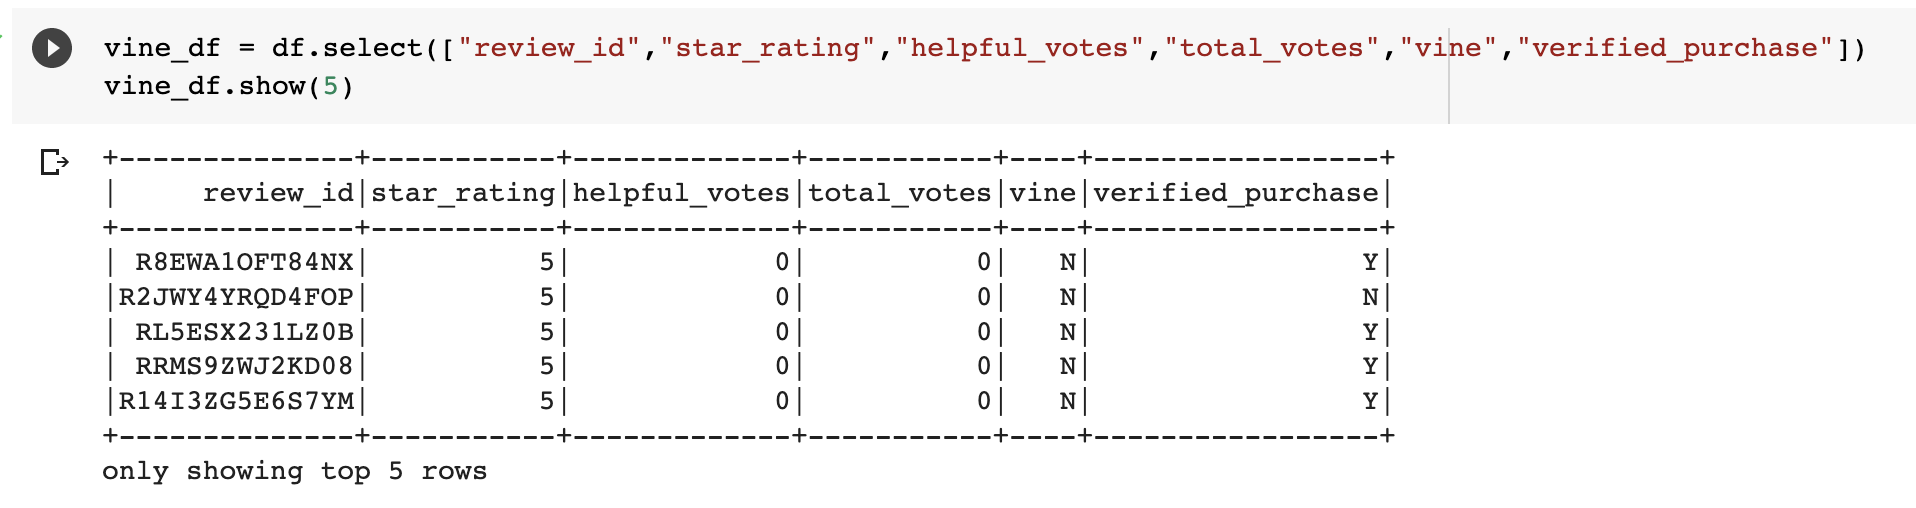 vine_df = df.select(["review_id","star_rating","helpful_votes","total_votes","vine","verified_purchase"])
vine_df.show(5)
+--------------+-----------+-------------+-----------+----+-----------------+
|     review_id|star_rating|helpful_votes|total_votes|vine|verified_purchase|
+--------------+-----------+-------------+-----------+----+-----------------+
| R8EWA1OFT84NX|          5|            0|          0|   N|                Y|
|R2JWY4YRQD4FOP|          5|            0|          0|   N|                N|
| RL5ESX231LZ0B|          5|            0|          0|   N|                Y|
| RRMS9ZWJ2KD08|          5|            0|          0|   N|                Y|
|R14I3ZG5E6S7YM|          5|            0|          0|   N|                Y|
+--------------+-----------+-------------+-----------+----+-----------------+
only showing top 5 rows